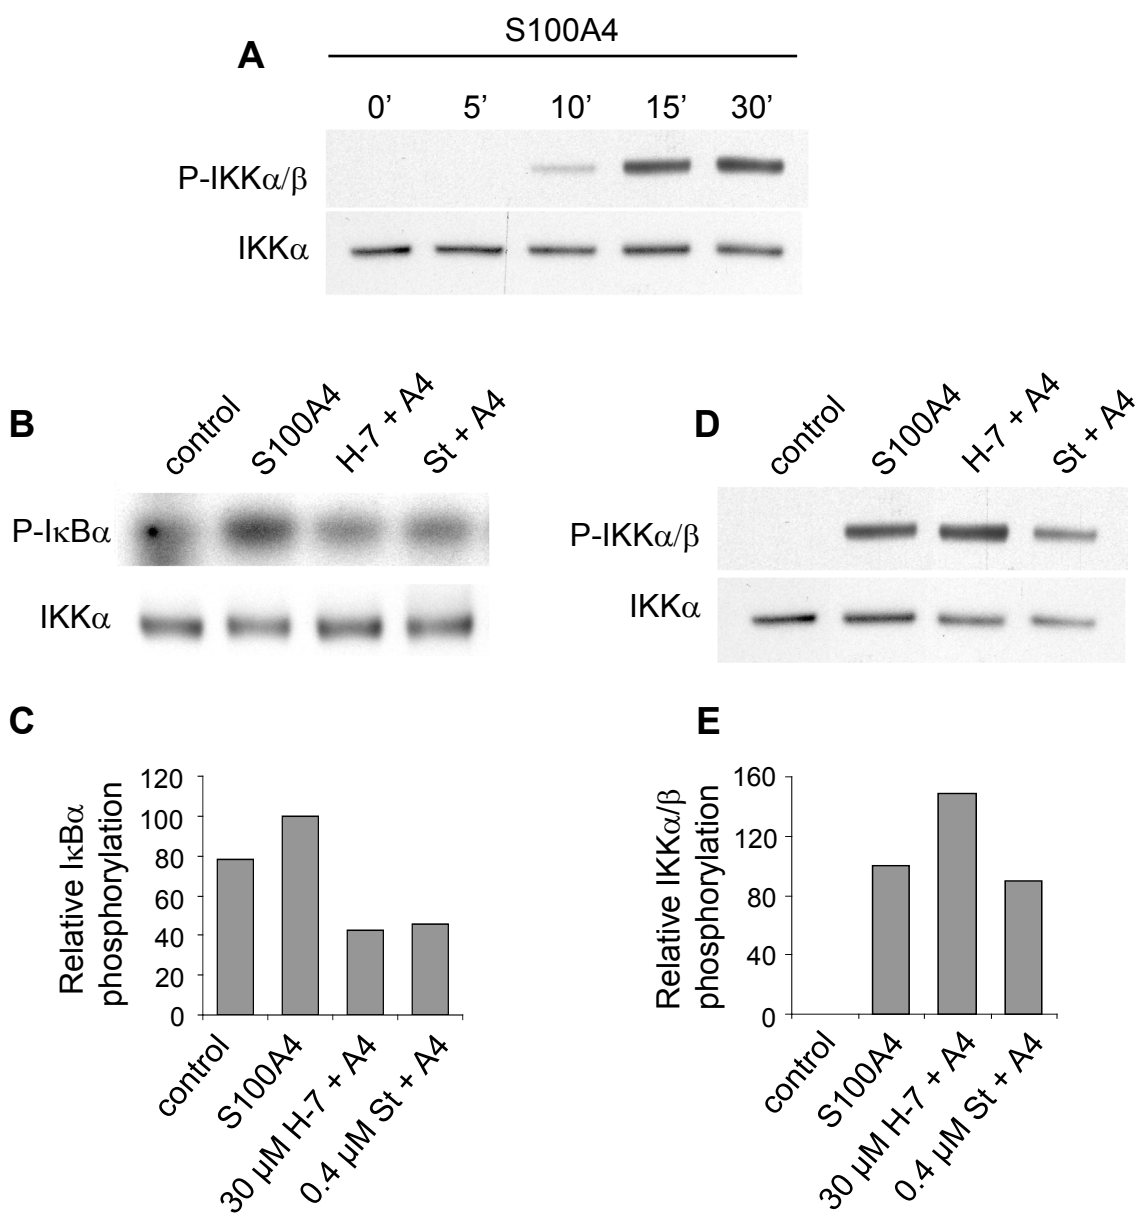 A
S100A4
0’ 5’ 10’ 15’ 30’
P-IKKα/β
IKKα
B
control S100A4 H-7 + A4 St + A4
P-IκBα
IKKα
D
control S100A4 H-7 + A4 St + A4
P-IKKα/β
IKKα
C
Relative IκBα
phosphorylation
120
100
80
60
40
20
0
control
S100A4
30 µM H-7 + A4
0.4 µM St + A4
E
Relative IKKα/β
phosphorylation
160
120
80
40
0
control
S100A4
30 µM H-7 + A4
0.4 µM St + A4